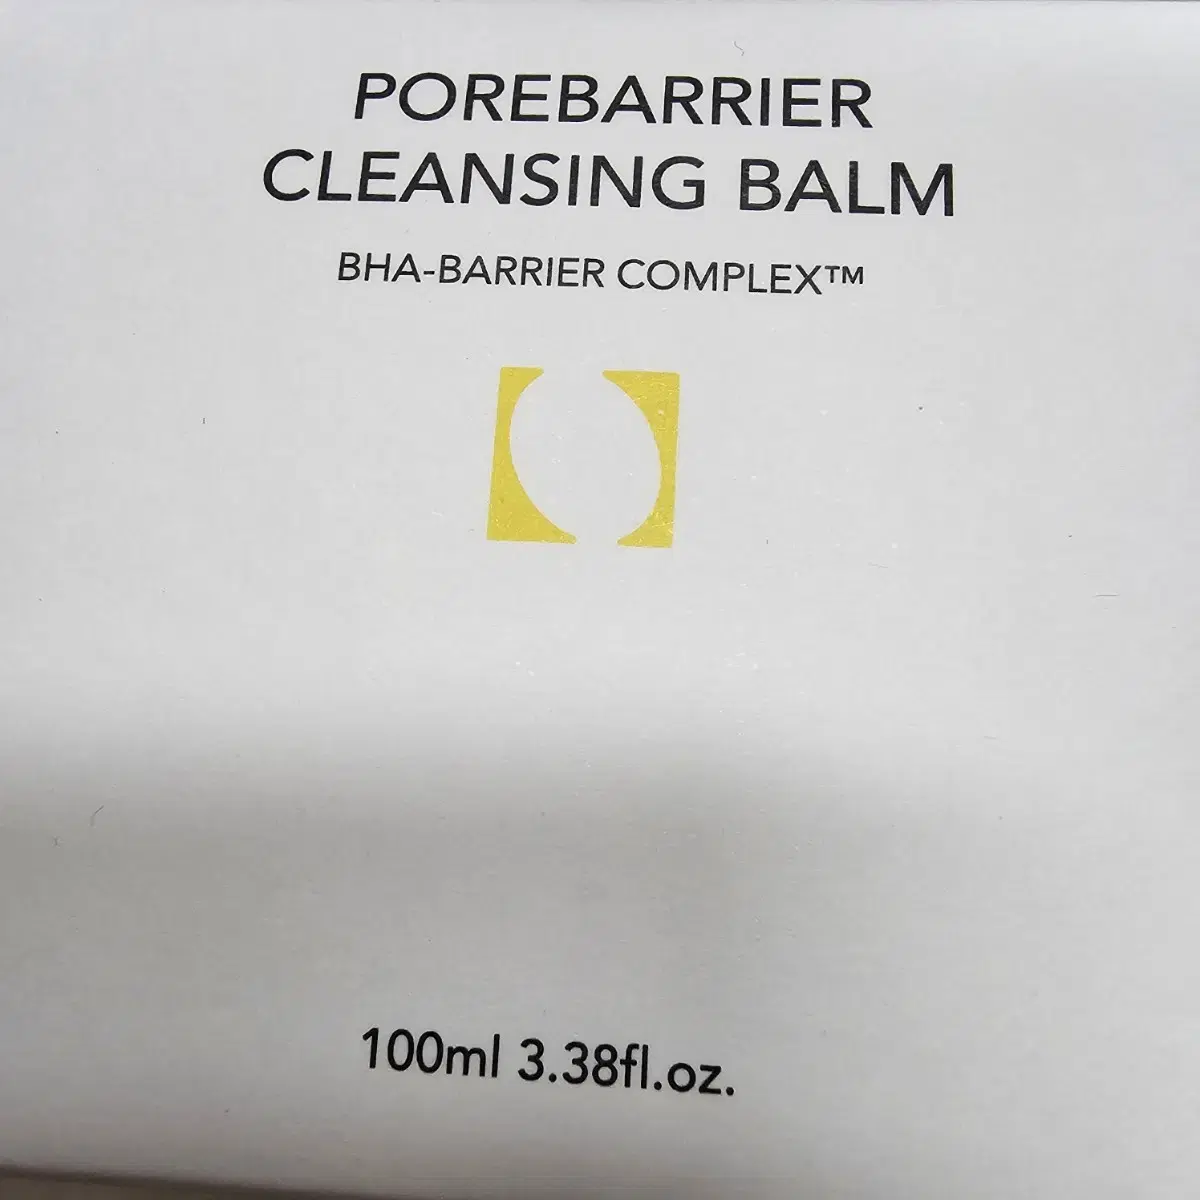 POREBARRIER
CLEANSING BALM
BHA-BARRIER COMPLEX™
100ml 3.38fl.oz.